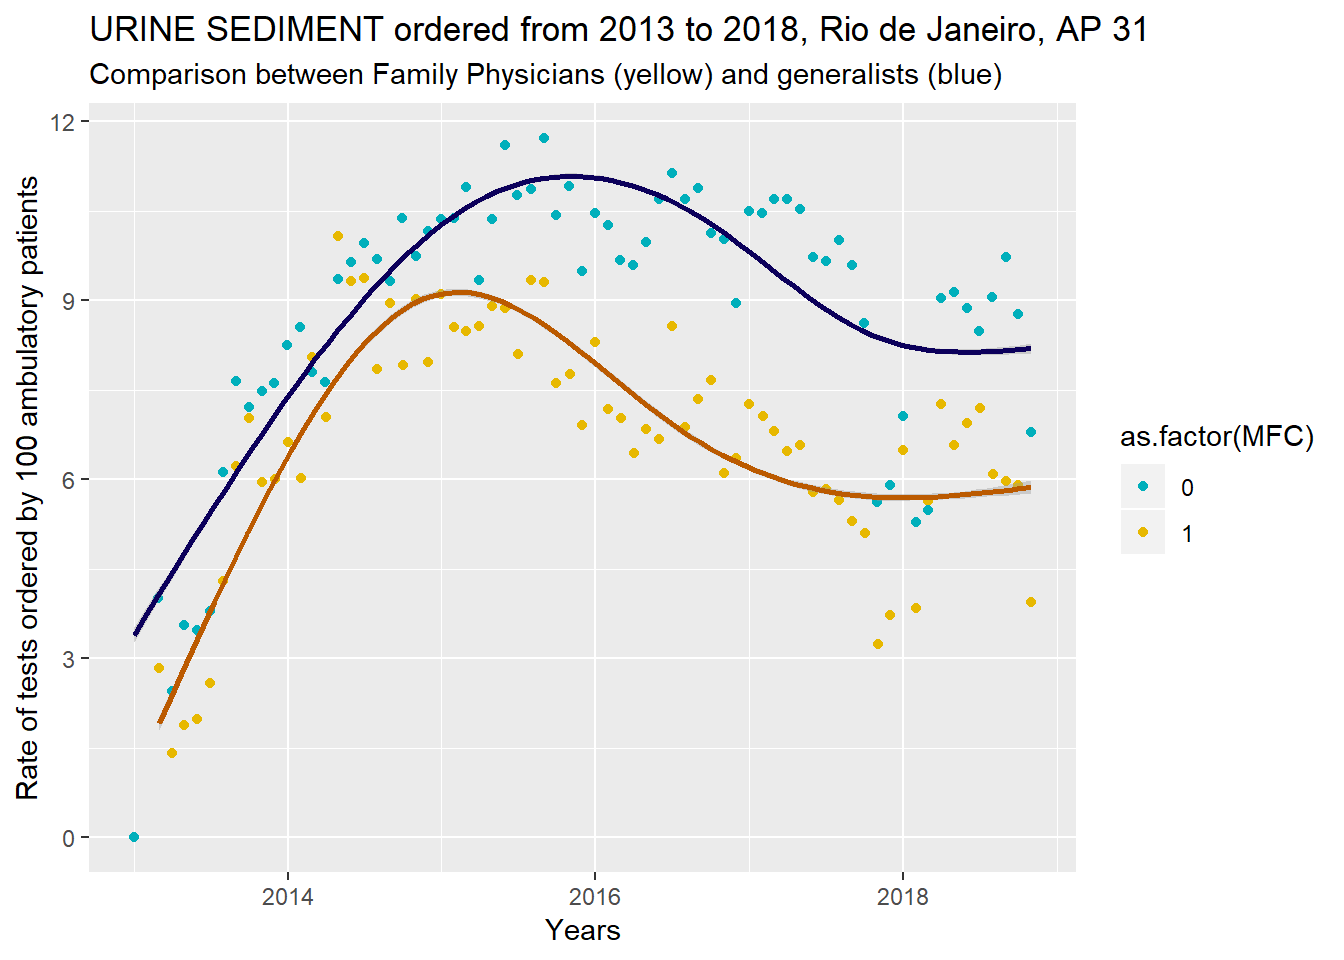 URINE SEDIMENT ordered from 2013 to 2018, Rio de Janeiro, AP 31
Comparison between Family Physicians (yellow) and generalists (blue)
Rate of tests ordered by 100 ambulatory patients
12
9
6
3
0
2014
2016
2018
Years
as.factor(MFC)
0
1